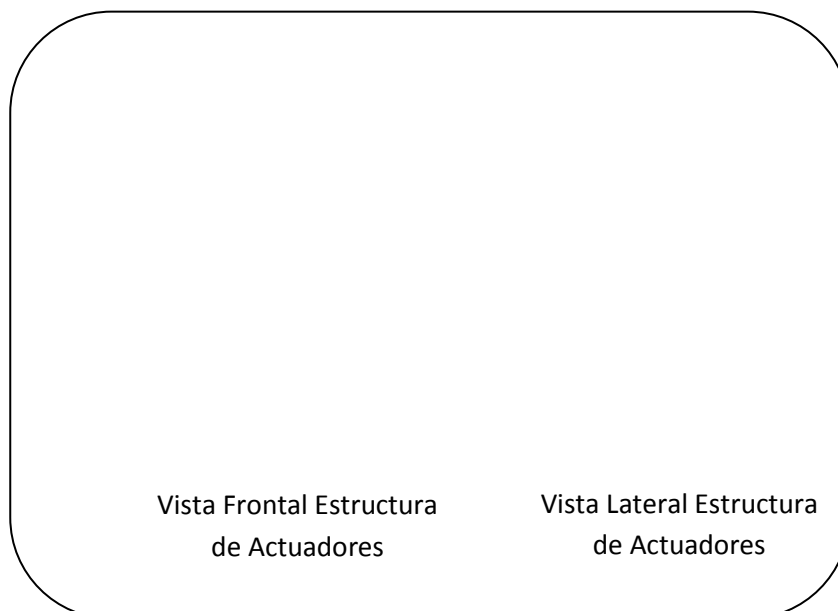 Vista Frontal Estructura
de Actuadores
Vista Lateral Estructura
de Actuadores